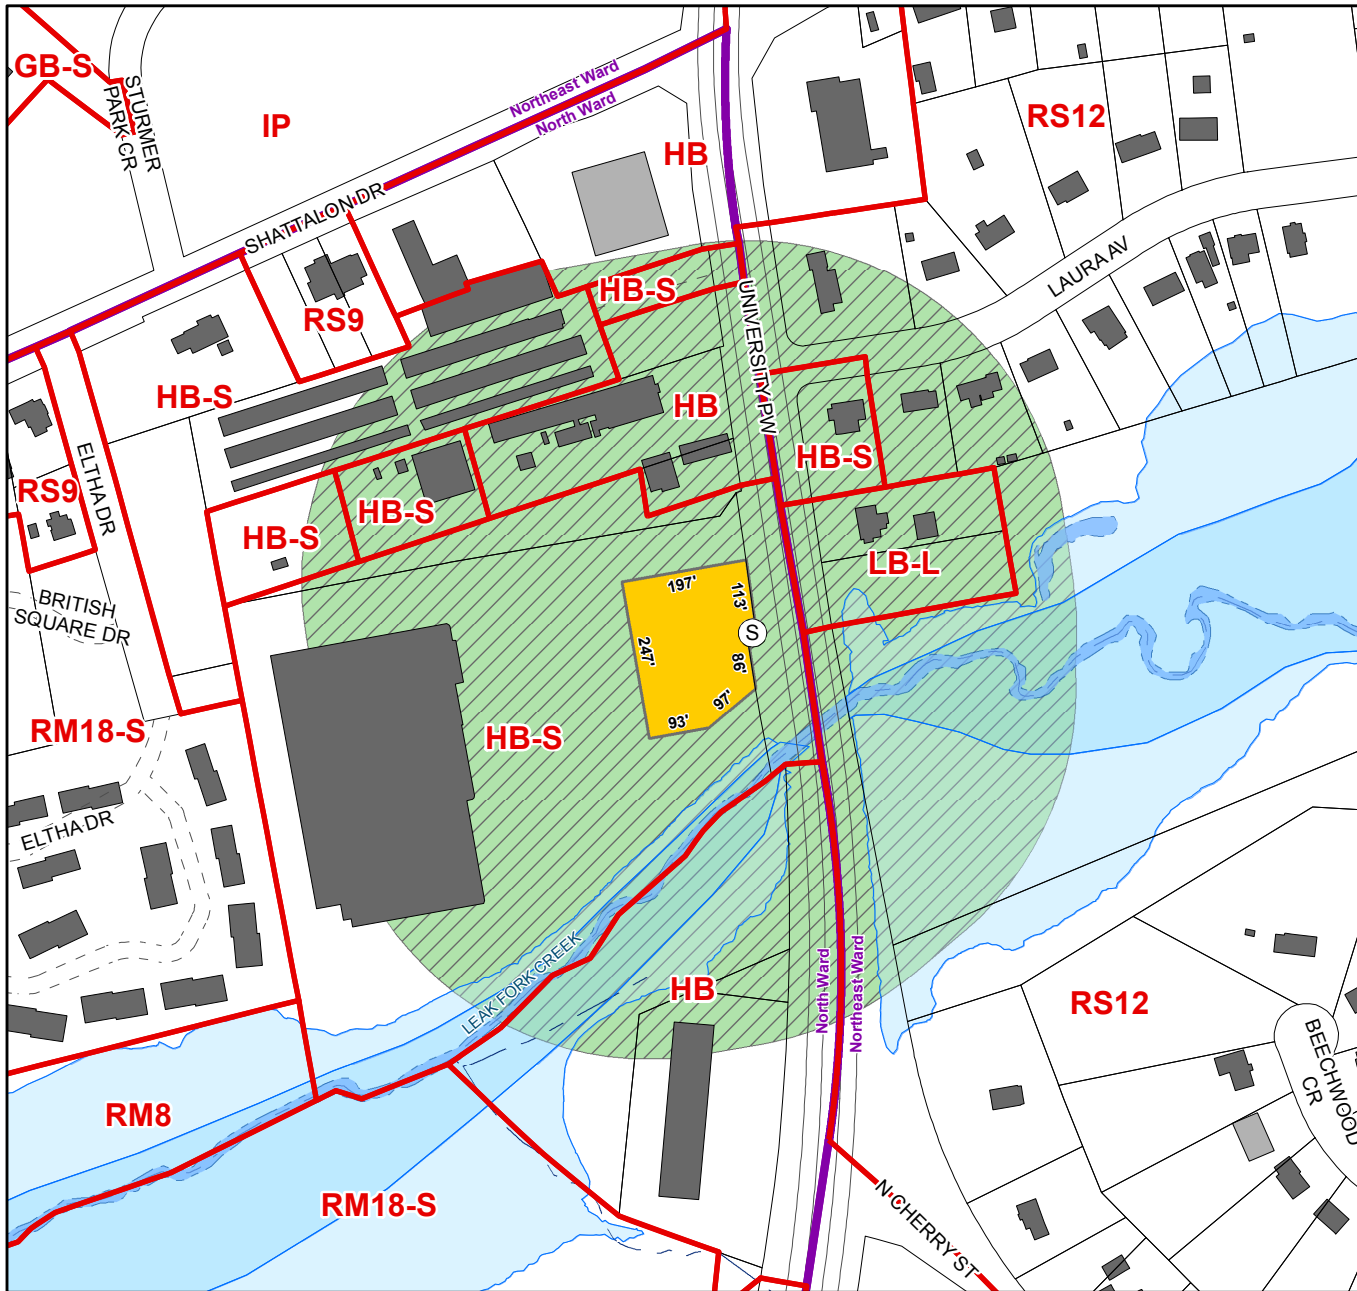 GB-S
STURMER
PARK CR
IP
Northeast Ward
North Ward
HB
RS12
SHATTALON DR
LAURA AV
RS9
HB-S
UNIVERSITY PW
HB-S
HB
HB-S
RS9
ELTHA DR
HB-S
HB-S
LB-L
197'
113'
S
247'
86'
97'
93'
BRITISH
SQUARE DR
RM18-S
HB-S
ELTHA DR
LEAK FORK CREEK
HB
North Ward
Northeast Ward
RS12
BEECHWOOD
CR
RM8
RM18-S
N CHERRY ST